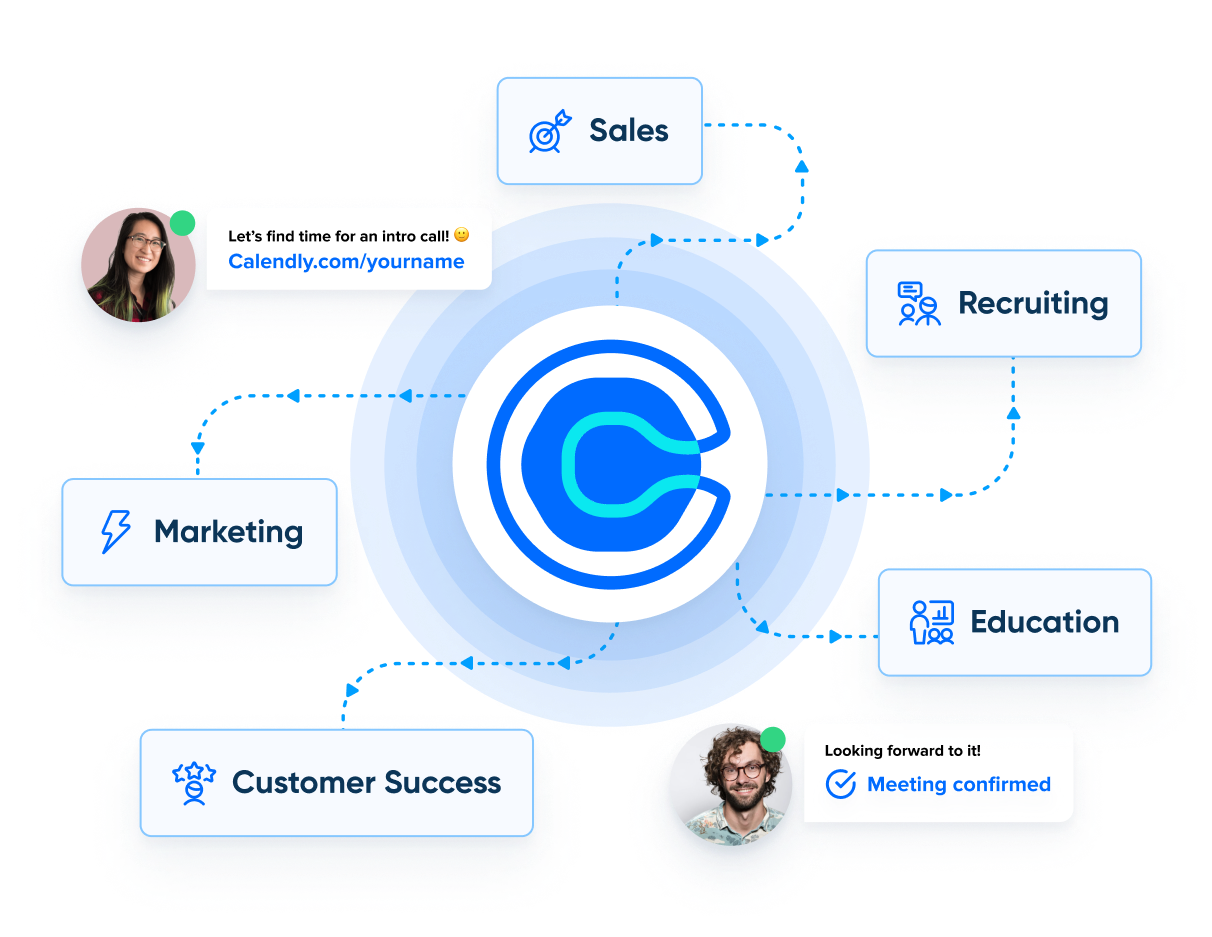 Sales
Let’s find time for an intro call! 🙂
Calendly.com/yourname
Recruiting
Marketing
Education
Customer Success
Looking forward to it!
Meeting confirmed